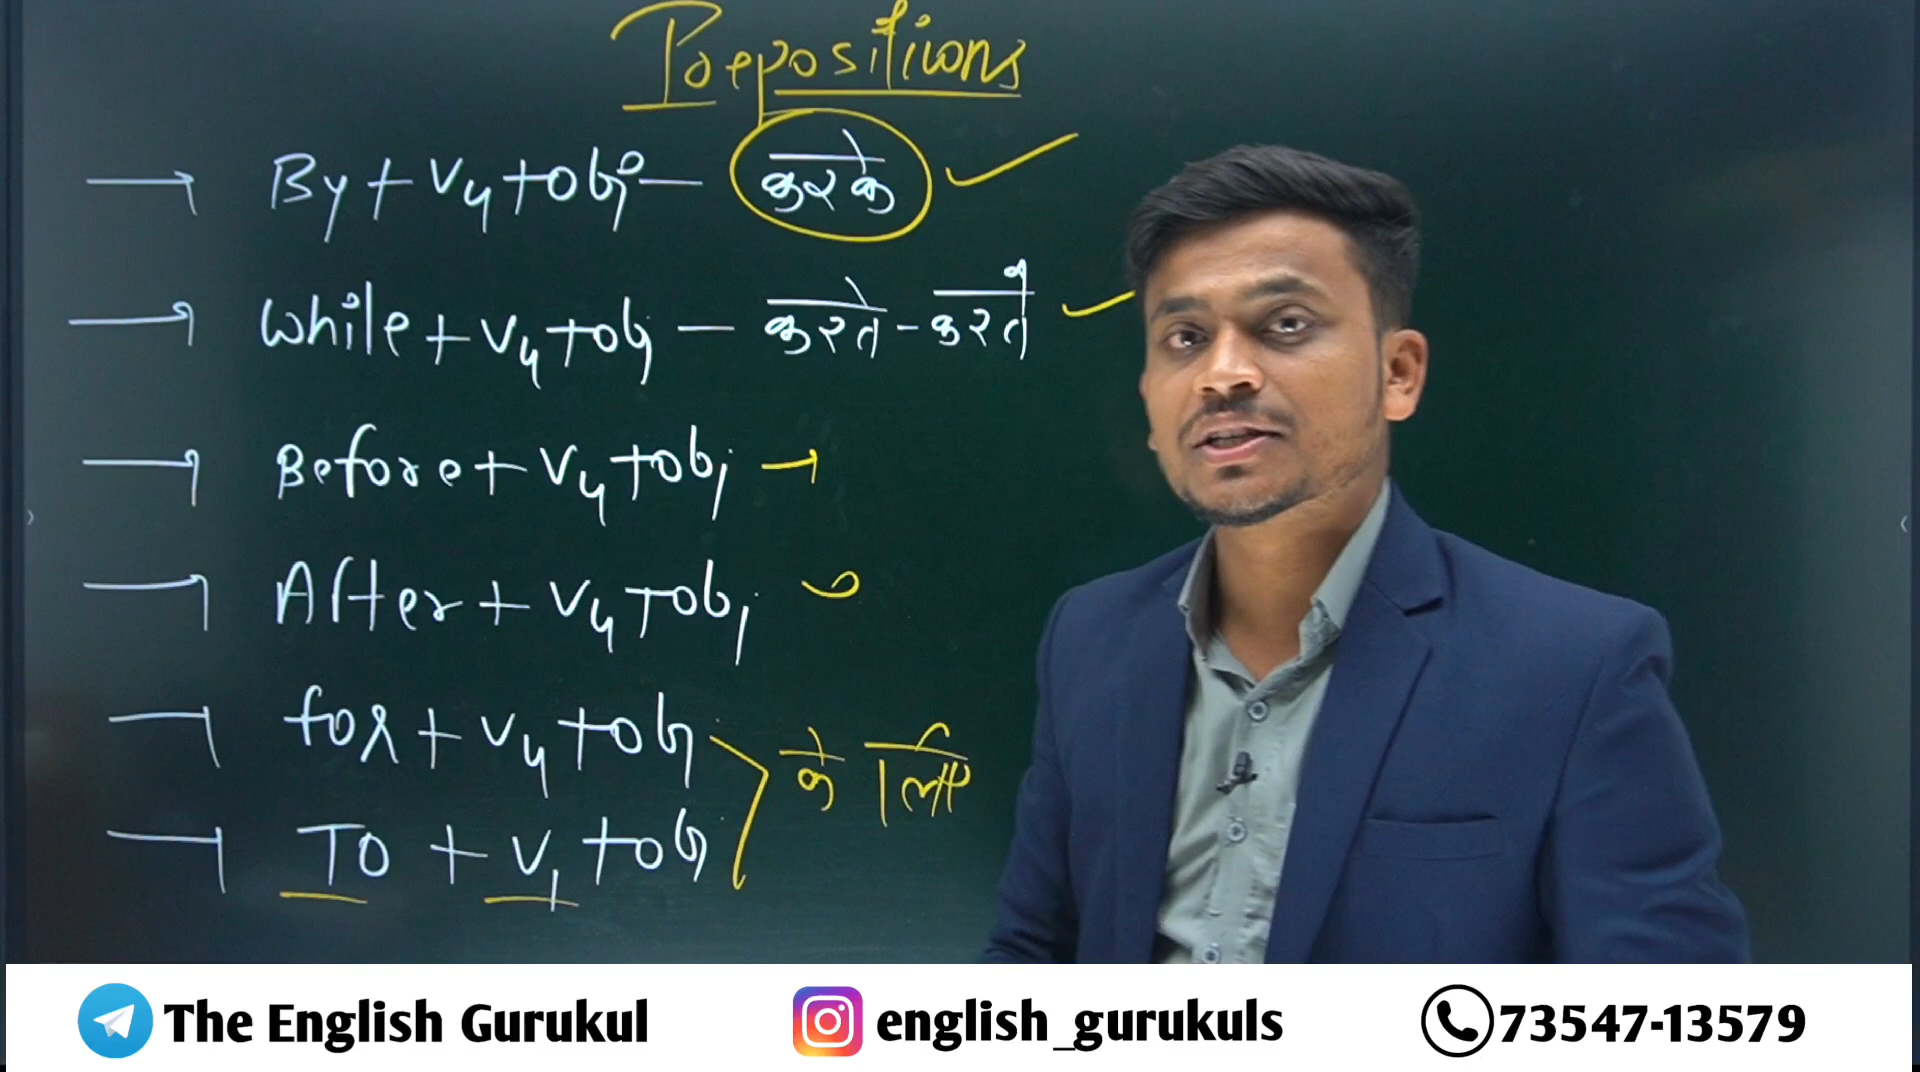 Prepositions
→ By + V4 + obj — करके
→ While + V4 + obj — करते - करते
→ Before + V4 + obj →
→ After + V4 + obj
→ for + V4 + obj
के लिए
→ To + V1 + obj
The English Gurukul english_gurukuls 73547-13579